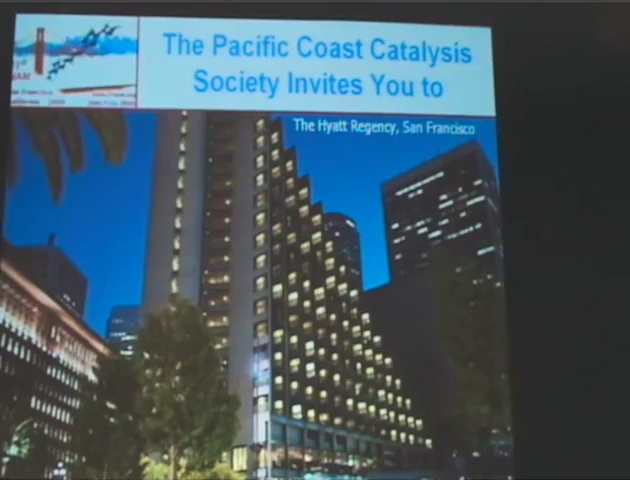 The Pacific Coast Catalysis
Society Invites You to
The Hyatt Regency, San Francisco